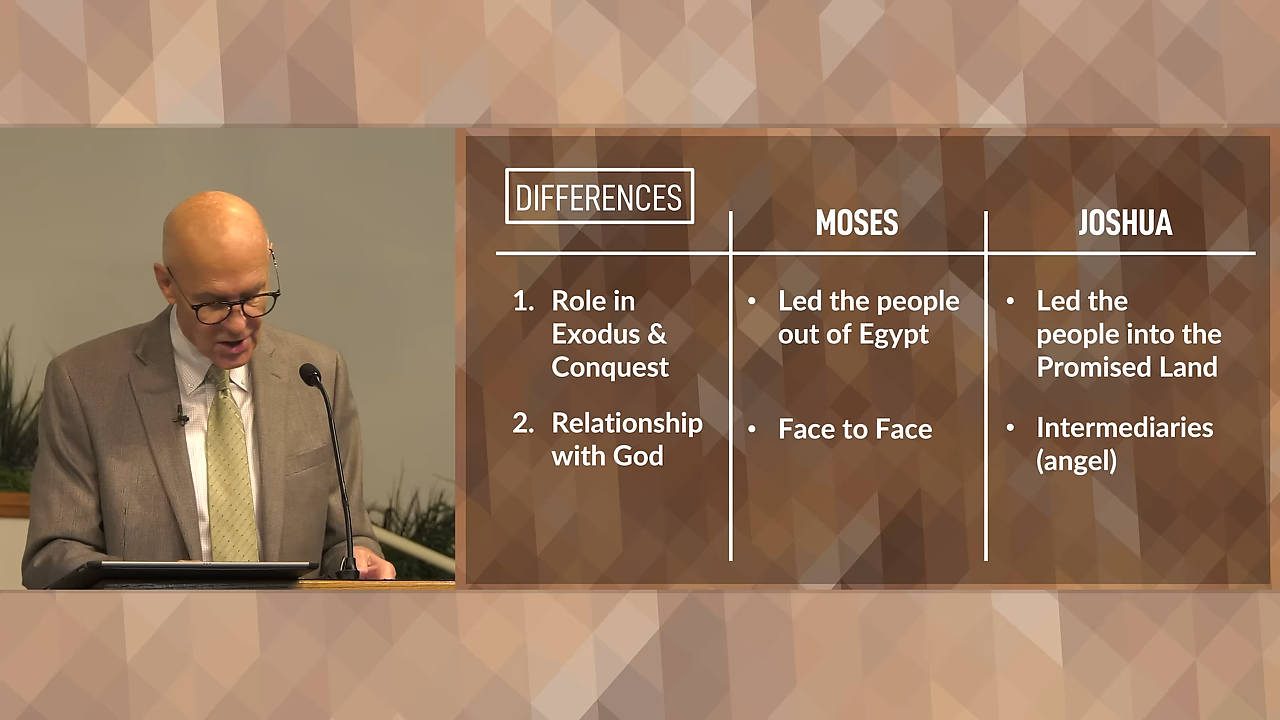 DIFFERENCES
MOSES
JOSHUA
1. Role in
Exodus &
Conquest
• Led the people
out of Egypt
• Led the
people into the
Promised Land
2. Relationship
with God
• Face to Face
• Intermediaries
(angel)